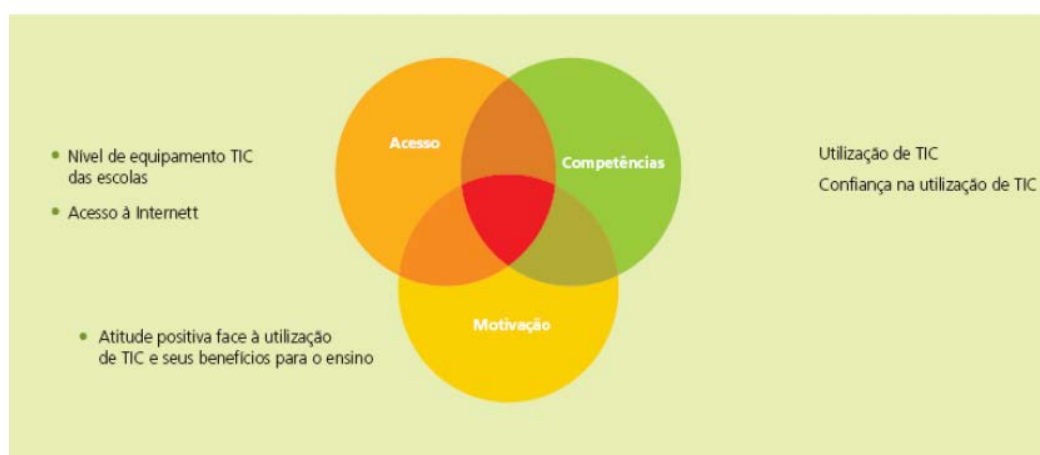 Acesso
Competências
Motivação
• Nível de equipamento TIC
das escolas
• Acesso à Internett
Utilização de TIC
Confiança na utilização de TIC
• Atitude positiva face à utilização
de TIC e seus benefícios para o ensino